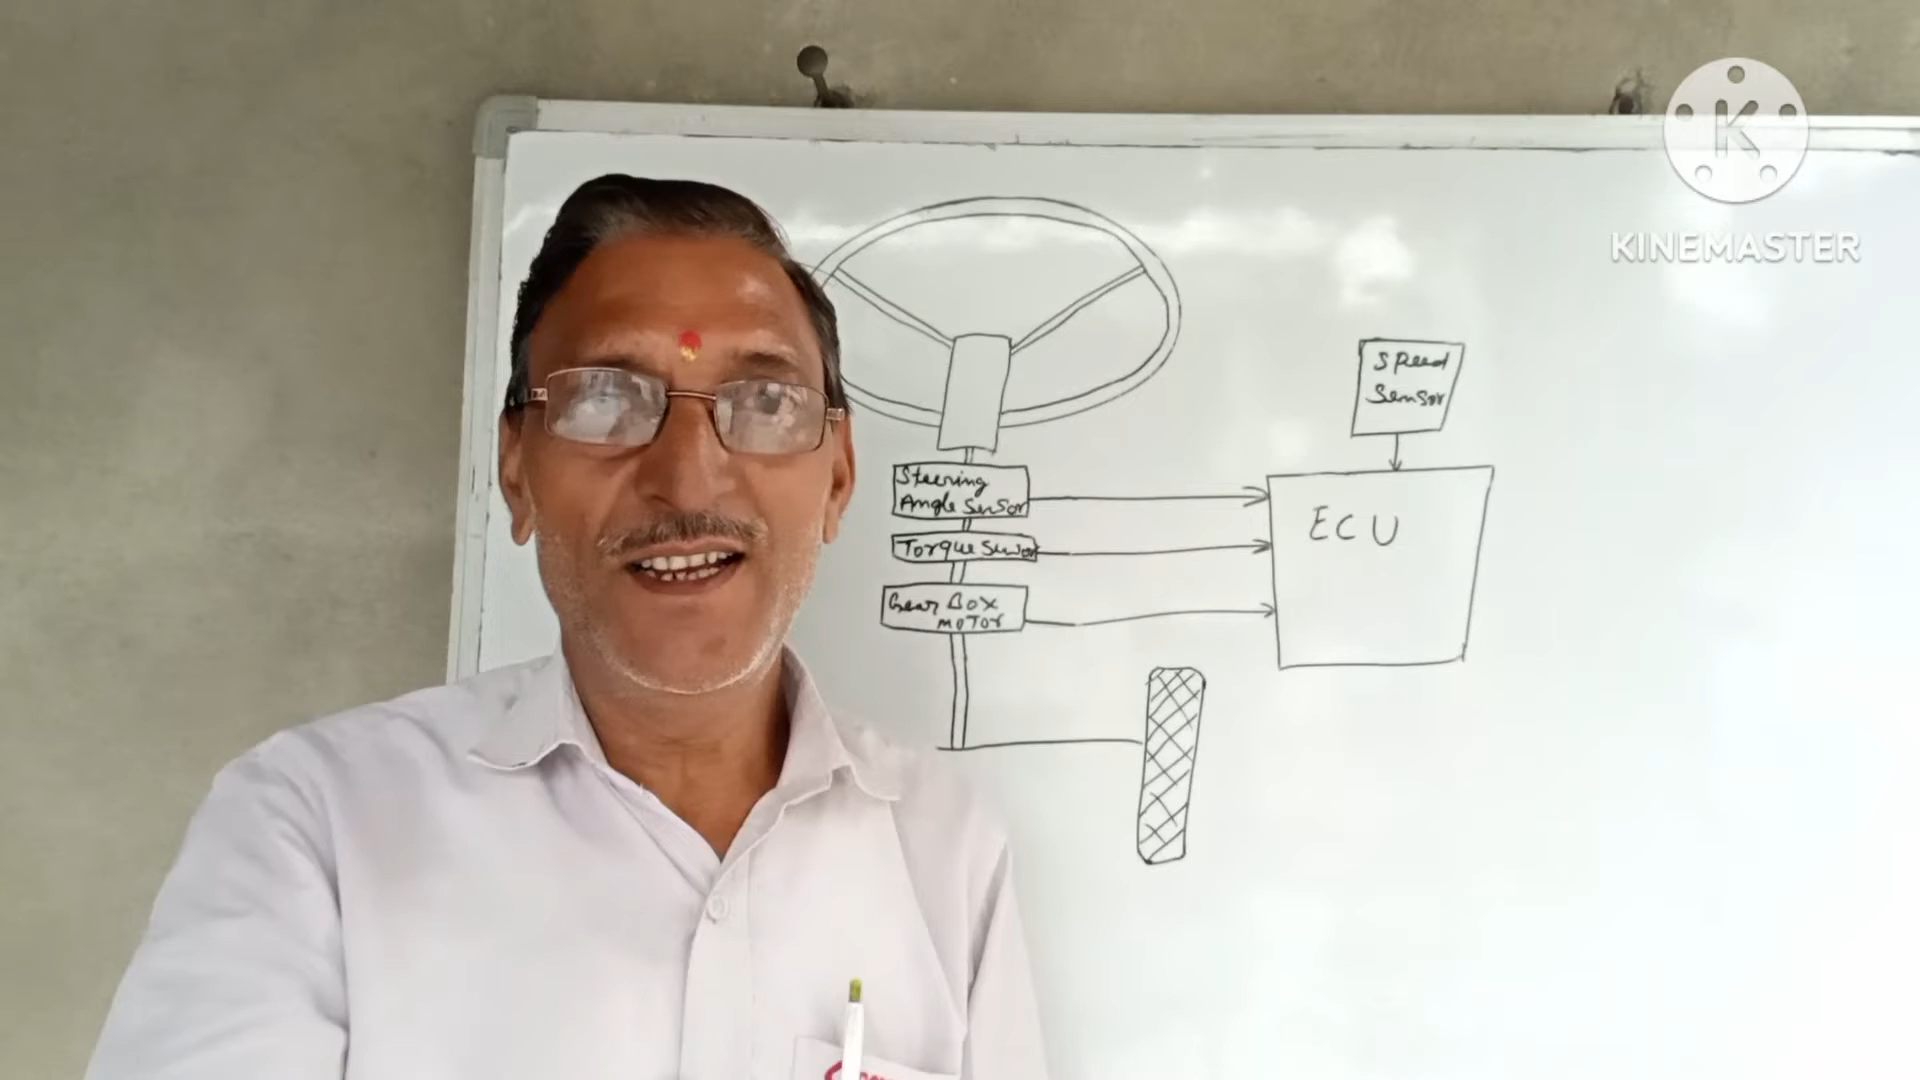 KINEMASTER
Speed
Sensor
Steering
Angle Sensor
Torque Sensor
ECU
Gear Box
MOTOR